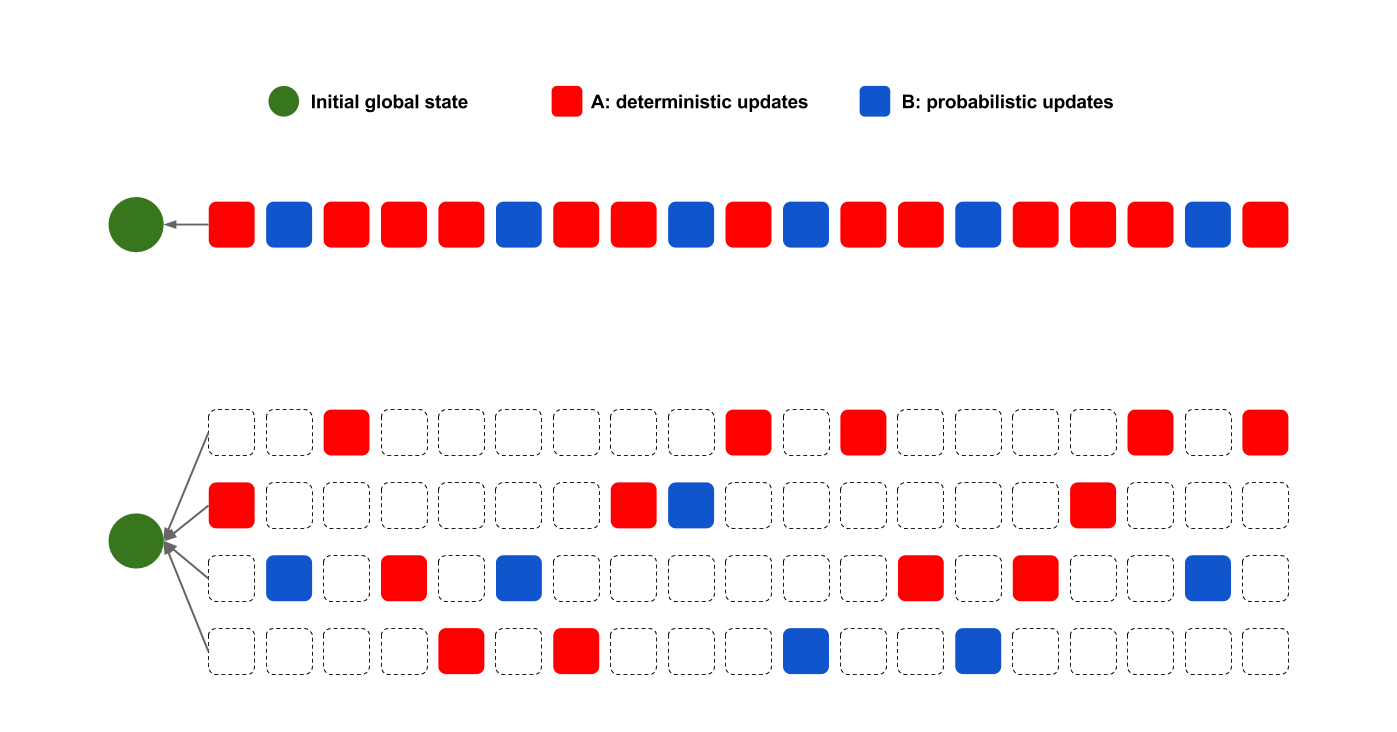 Initial global state
A: deterministic updates
B: probabilistic updates